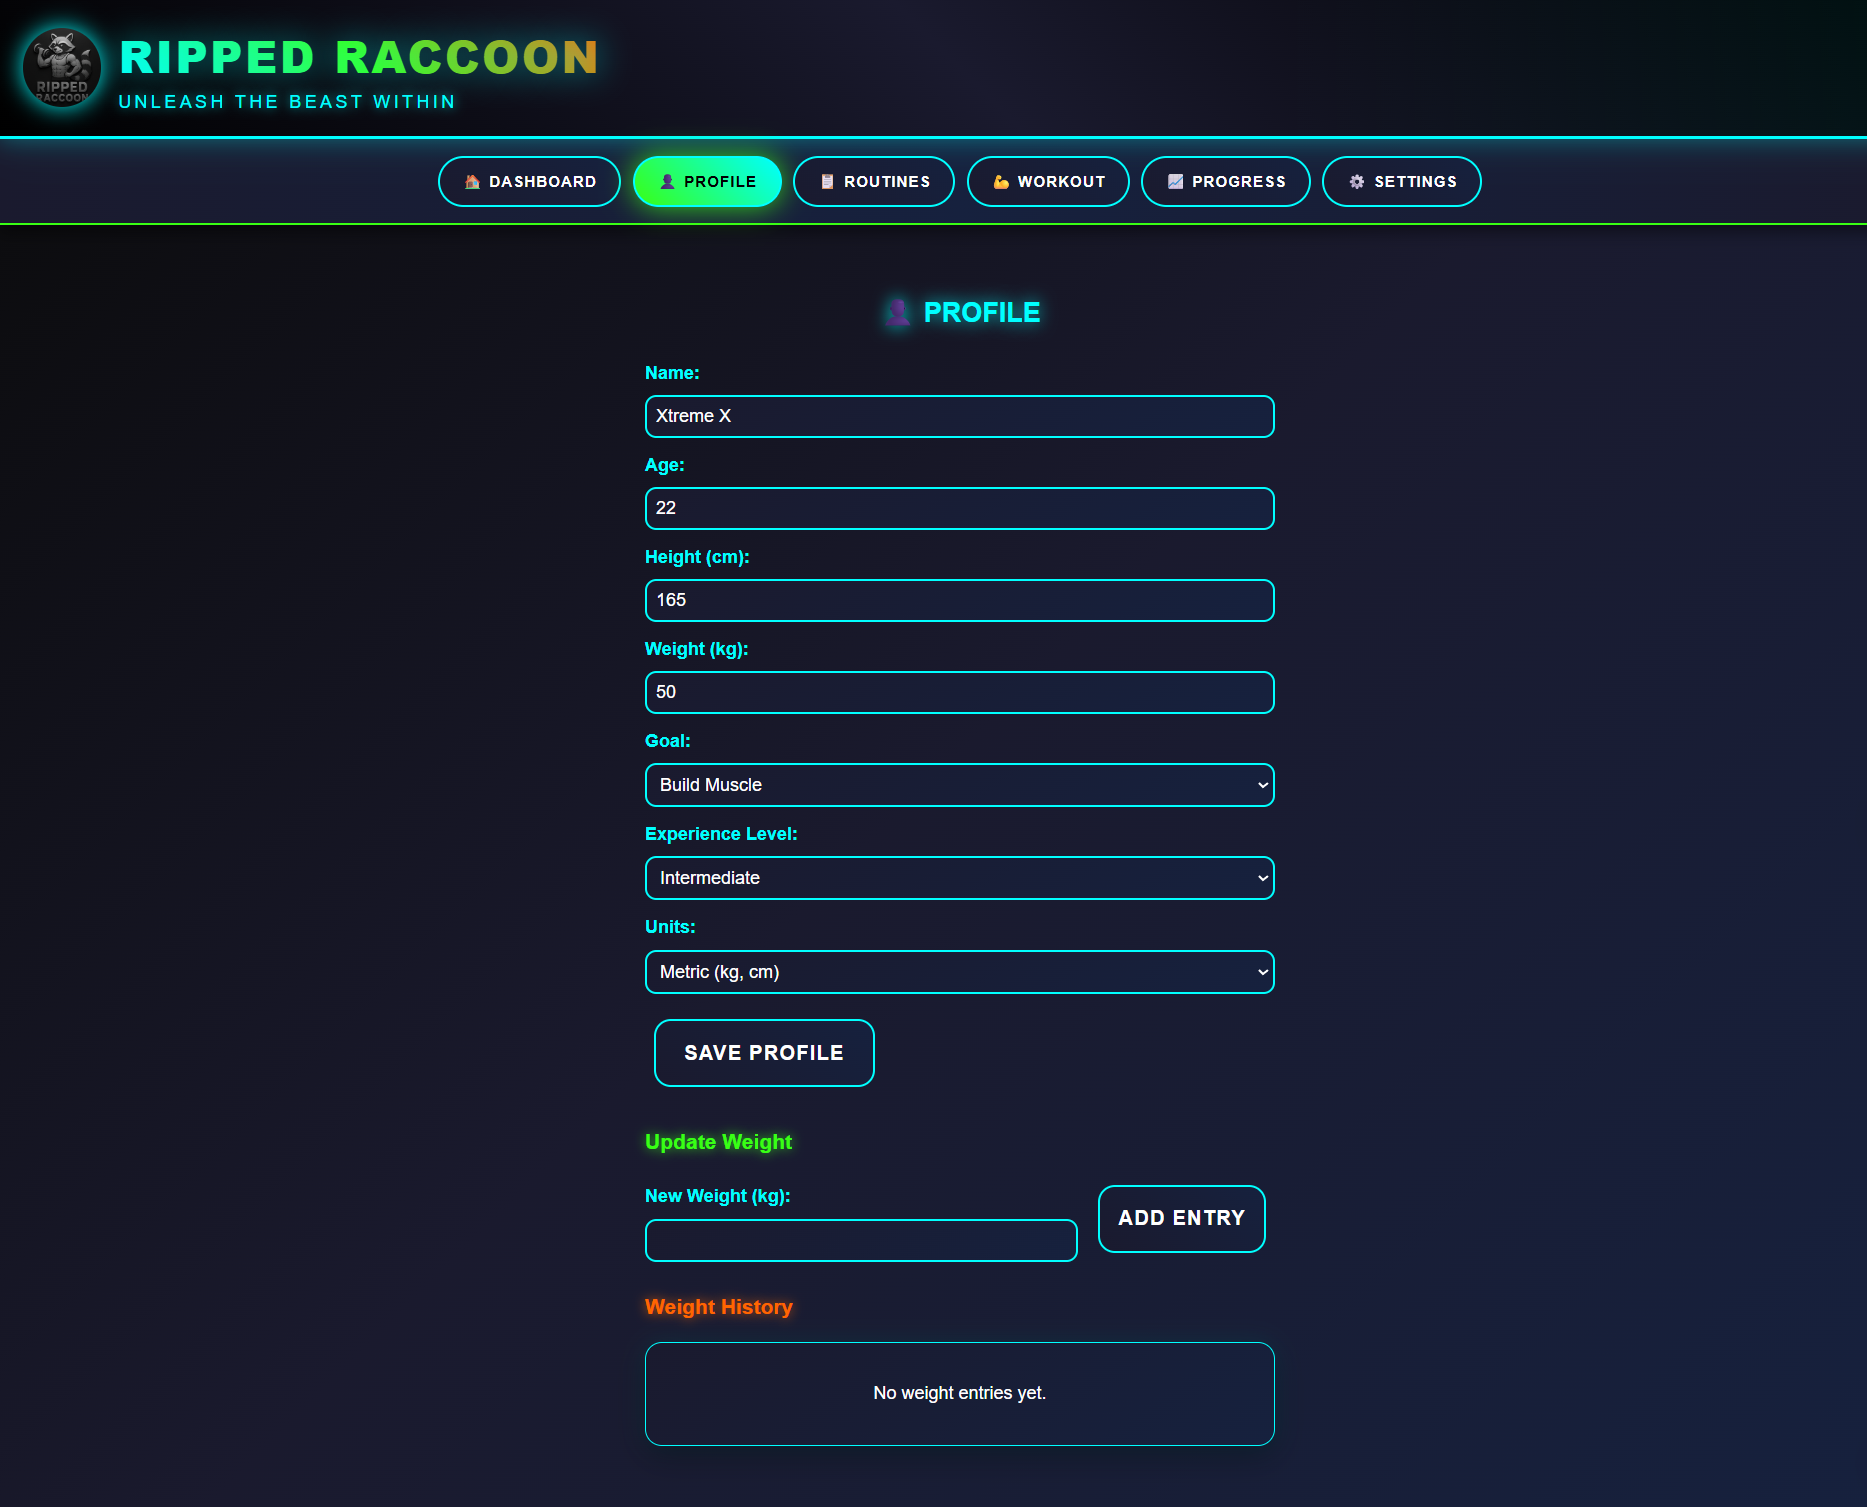 RIPPED
RACCOON
RIPPED RACCOON
UNLEASH THE BEAST WITHIN
DASHBOARD
PROFILE
ROUTINES
WORKOUT
PROGRESS
SETTINGS
PROFILE
Name:
Xtreme X
Age:
22
Height (cm):
165
Weight (kg):
50
Goal:
Build Muscle
Experience Level:
Intermediate
Units:
Metric (kg, cm)
SAVE PROFILE
Update Weight
New Weight (kg):
ADD ENTRY
Weight History
No weight entries yet.